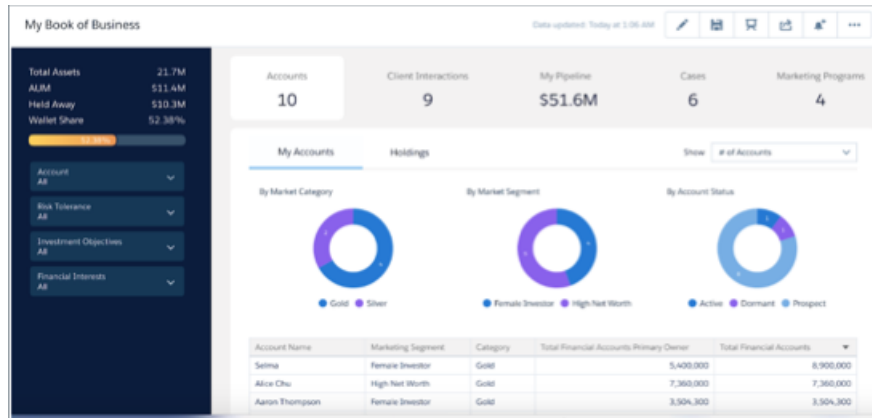 My Book of Business
Data updated: Today at 1:06 AM
Total Assets 21.7M
AUM $11.4M
Held Away $10.3M
Wallet Share 52.38%
52.38%
Account
All
Risk Tolerance
All
Investment Objectives
All
Financial Interests
All
Accounts
10
Client Interactions
9
My Pipeline
$51.6M
Cases
6
Marketing Programs
4
My Accounts Holdings Show # of Accounts
By Market Category By Market Segment By Account Status
Gold Silver Female Investor High Net Worth Active Dormant Prospect
Account Name Marketing Segment Category Total Financial Accounts Primary Owner Total Financial Accounts
Selma Female Investor Gold 5,400,000 8,900,000
Alice Chu High Net Worth Gold 7,360,000 7,360,000
Aaron Thompson Female Investor Gold 3,504,300 3,504,300